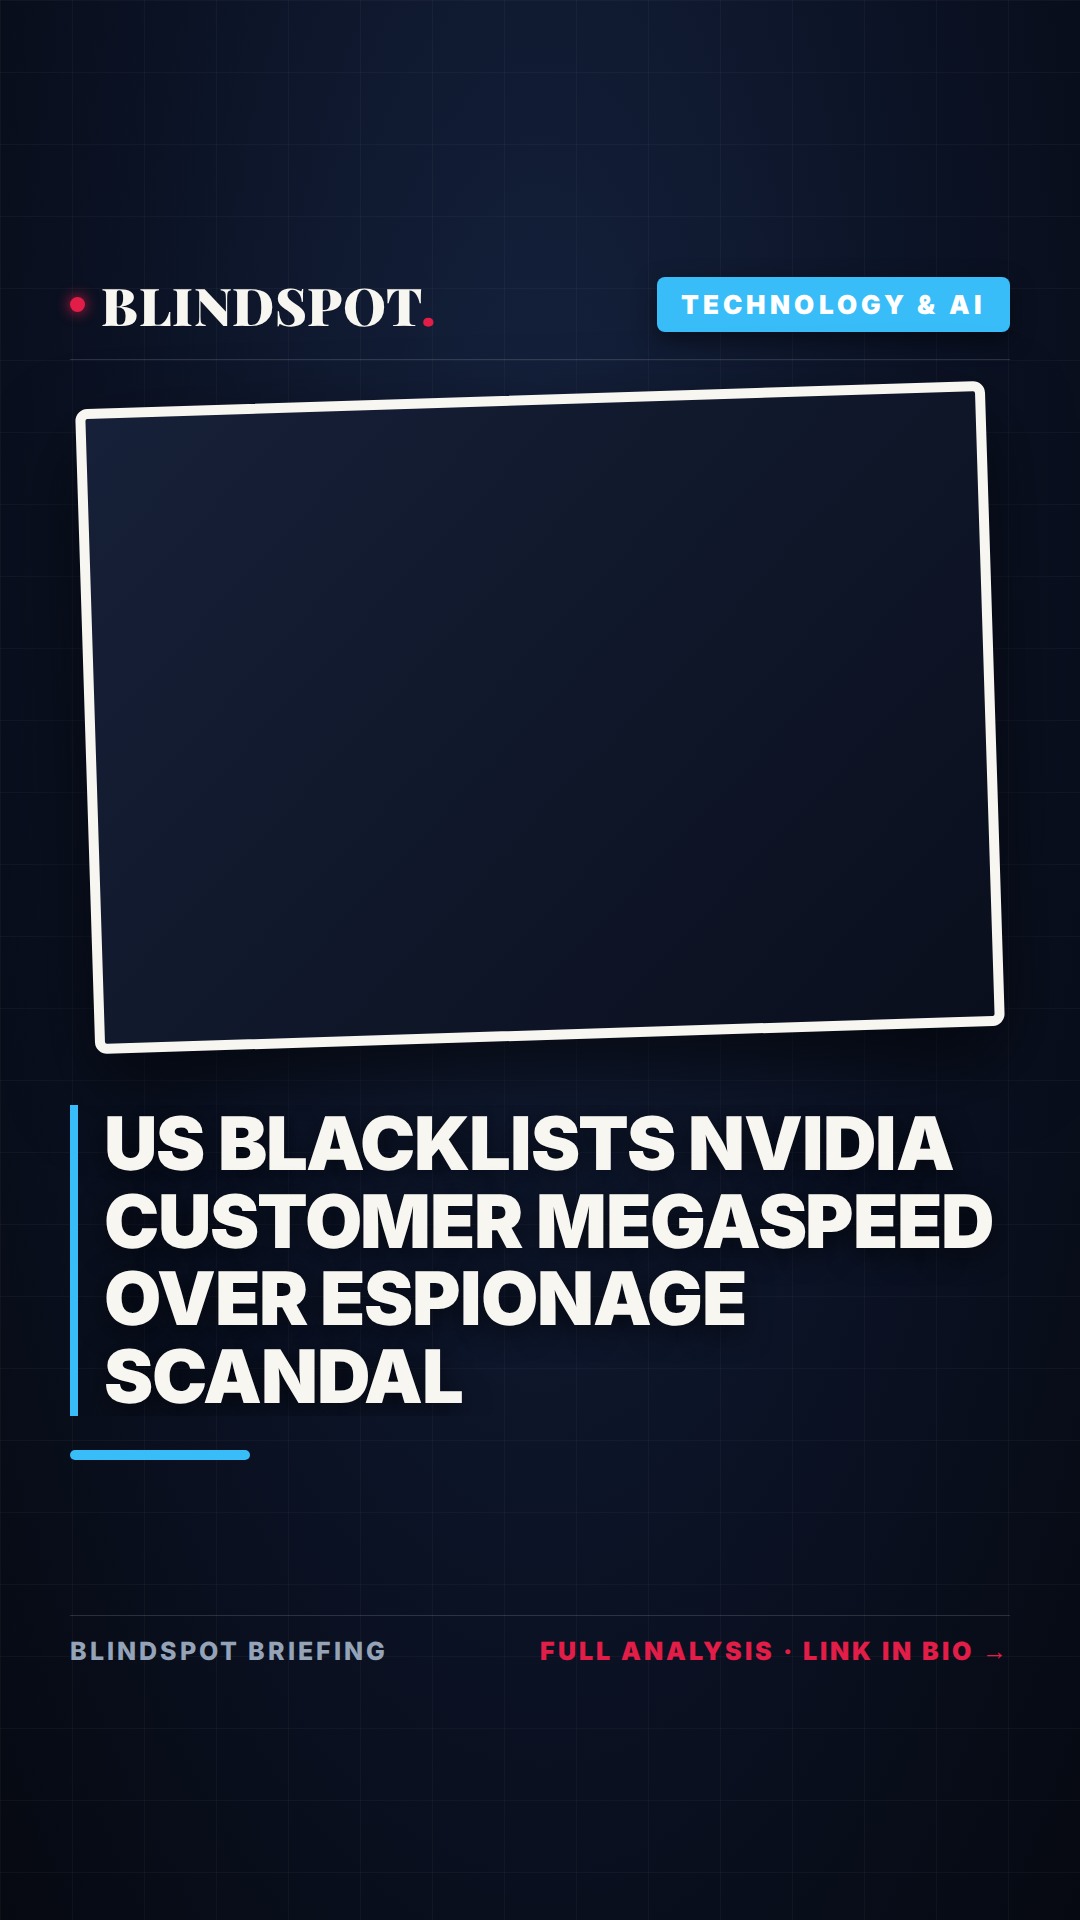 BLINDSPOT.
TECHNOLOGY & AI
US BLACKLISTS NVIDIA
CUSTOMER MEGASPEED
OVER ESPIONAGE
SCANDAL
BLINDSPOT BRIEFING
FULL ANALYSIS · LINK IN BIO →